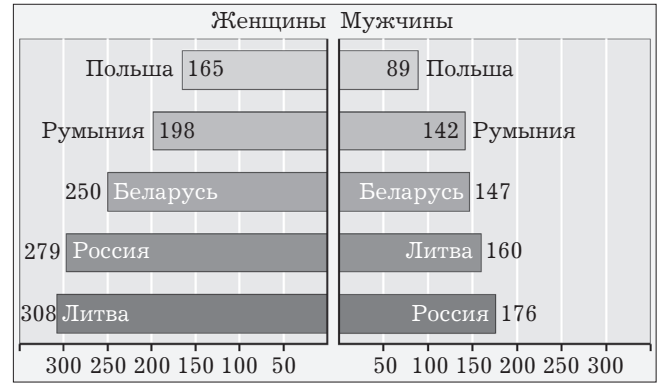 Женщины Мужчины
Польша 165 89 Польша
Румыния 198 142 Румыния
250 Беларусь Беларусь 147
279 Россия Литва 160
308 Литва Россия 176
300 250 200 150 100 50 50 100 150 200 250 300